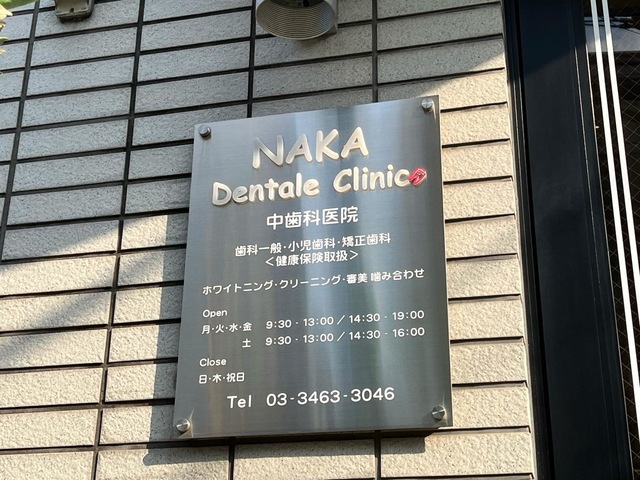 NAKA
Dentale Clinic
中歯科医院
歯科一般・小児歯科・矯正歯科
＜健康保険取扱＞
ホワイトニング・クリーニング・審美 噛み合わせ
Open
月・火・水・金 9:30 - 13:00 / 14:30 - 19:00
土 9:30 - 13:00 / 14:30 - 16:00
Close
日・木・祝日
Tel 03-3463-3046